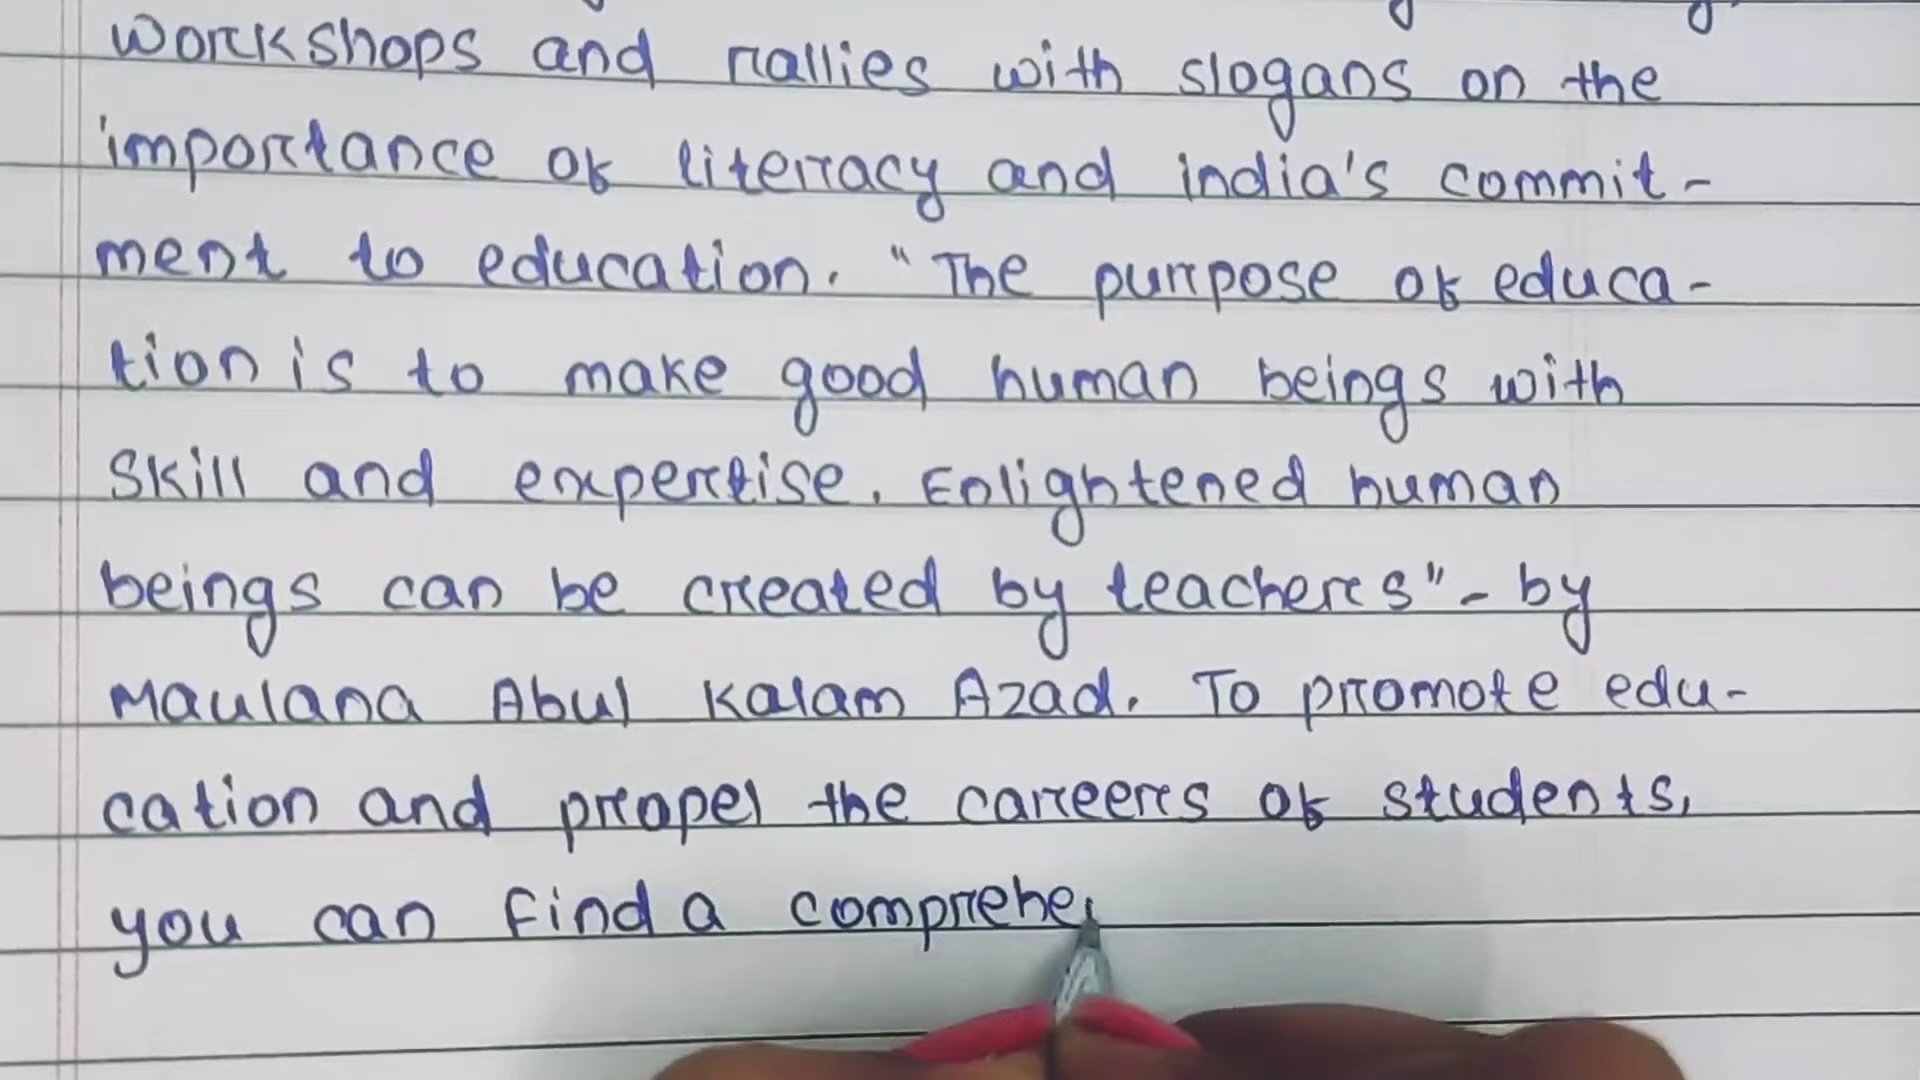 workshops and rallies with slogans on the
importance of literacy and india's commit-
ment to education. "The purpose of educa-
tion is to make good human beings with
skill and expertise. Enlightened human
beings can be created by teachers" - by
Maulana Abul Kalam Azad. To promote edu-
cation and propel the careers of students,
you can find a comprehe